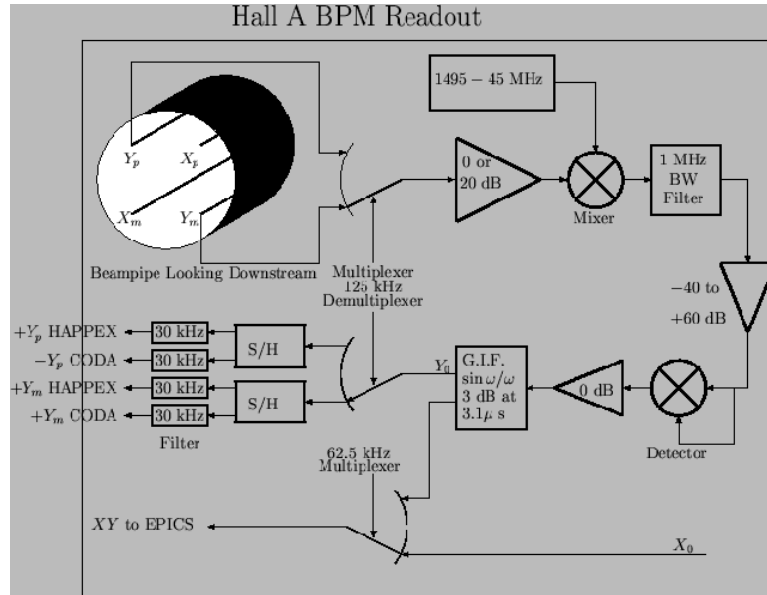 Hall A BPM Readout
1495 − 45 MHz
Y_p
X_p
X_m
Y_m
0 or
20 dB
Mixer
1 MHz
BW
Filter
Beampipe Looking Downstream
Multiplexer
125 kHz
Demultiplexer
−40 to
+60 dB
+Y_p HAPPEX
−Y_p CODA
+Y_m HAPPEX
+Y_m CODA
30 kHz
30 kHz
30 kHz
30 kHz
Filter
S/H
S/H
Y_0
G.I.F.
sin ω/ω
3 dB at
3.1μ s
0 dB
Detector
62.5 kHz
Multiplexer
XY to EPICS
X_0